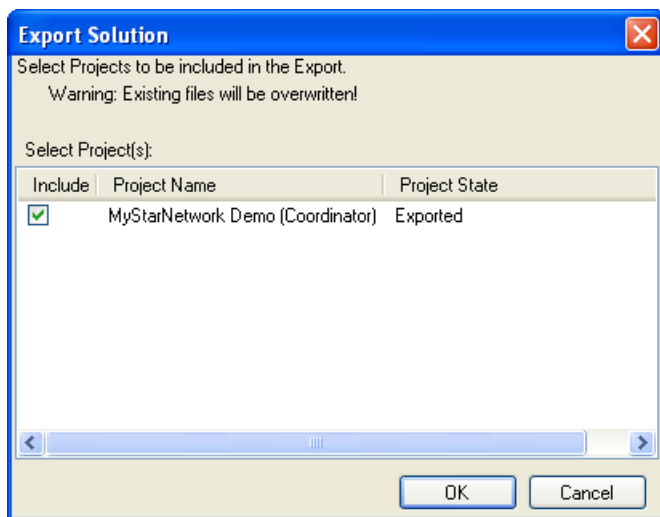 Export Solution
Select Projects to be included in the Export.
Warning: Existing files will be overwritten!
Select Project(s):
Include Project Name Project State
MyStarNetwork Demo (Coordinator) Exported
OK Cancel